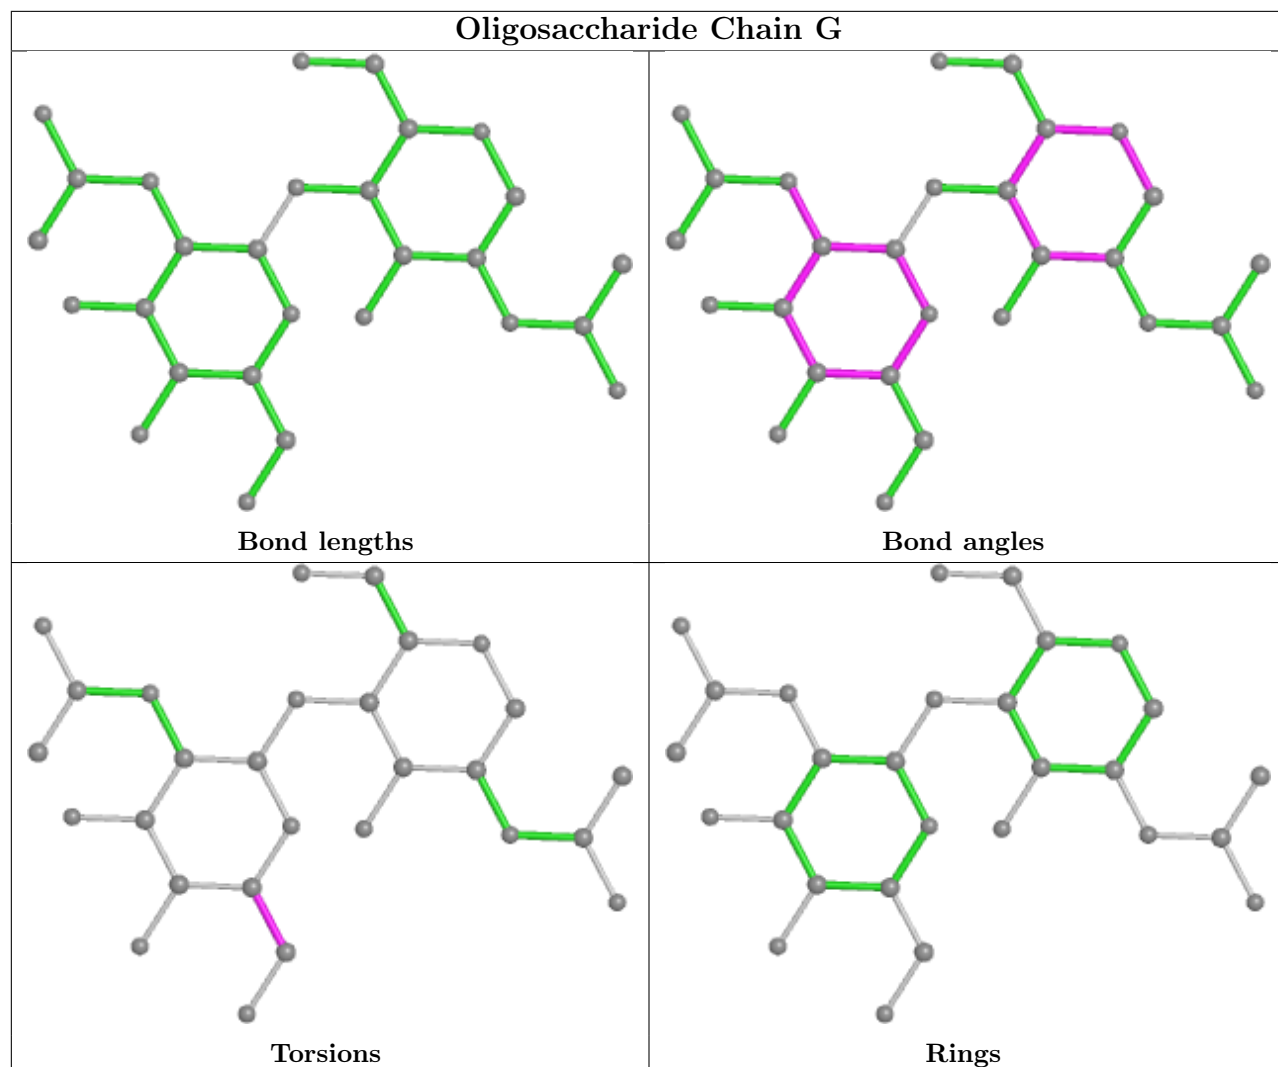 Oligosaccharide Chain G
Bond lengths
Bond angles
Torsions
Rings